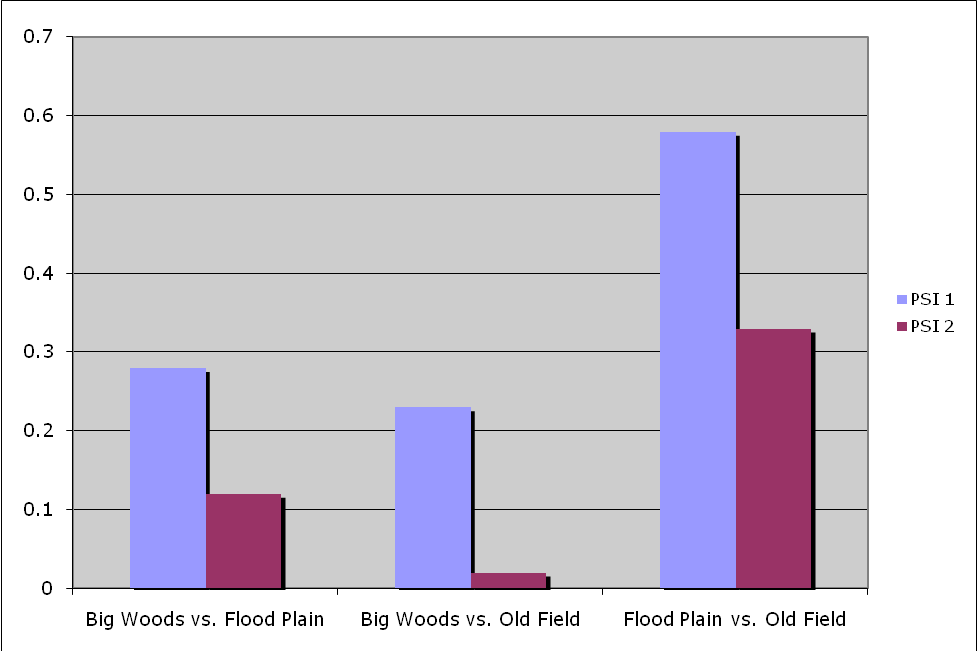 0.7
0.6
0.5
0.4
0.3
0.2
0.1
0
Big Woods vs. Flood Plain
Big Woods vs. Old Field
Flood Plain vs. Old Field
PSI 1
PSI 2